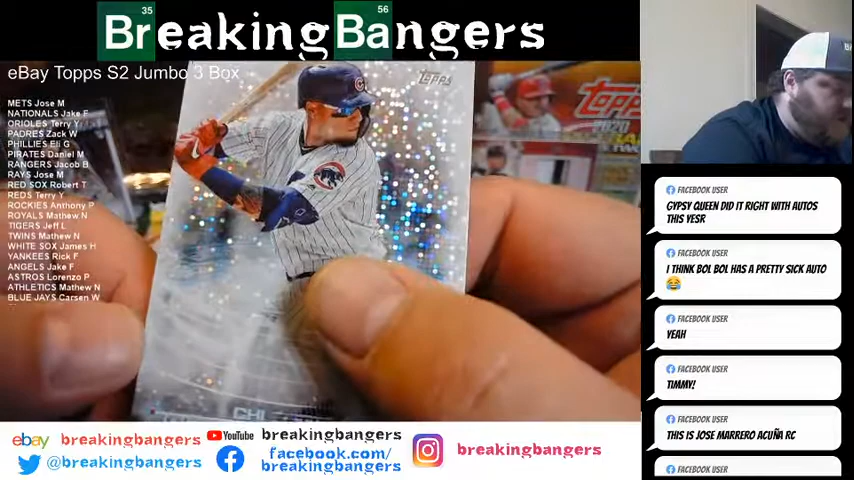 35 56
BreakingBangers
eBay Topps S2 Jumbo 3 Box
METS Jose M
NATIONALS Jake F
ORIOLES Terry Y
PADRES Zack W
PHILLIES Eli G
PIRATES Daniel M
RANGERS Jacob B
RAYS Jose M
RED SOX Robert T
REDS Terry Y
ROCKIES Anthony P
ROYALS Mathew N
TIGERS Jeff L
TWINS Mathew N
WHITE SOX James H
YANKEES Rick F
ANGELS Jake F
ASTROS Lorenzo P
ATHLETICS Mathew N
BLUE JAYS Carsen W
Topps
topps
2020
CHI
FACEBOOK USER
GYPSY QUEEN DID IT RIGHT WITH AUTOS
THIS YESR
FACEBOOK USER
I THINK BOL BOL HAS A PRETTY SICK AUTO
😂
FACEBOOK USER
YEAH
FACEBOOK USER
TIMMY!
FACEBOOK USER
THIS IS JOSE MARRERO ACUÑA RC
FACEBOOK USER
ebay breakingbangers
YouTube breakingbangers
@breakingbangers
facebook.com/
breakingbangers
breakingbangers